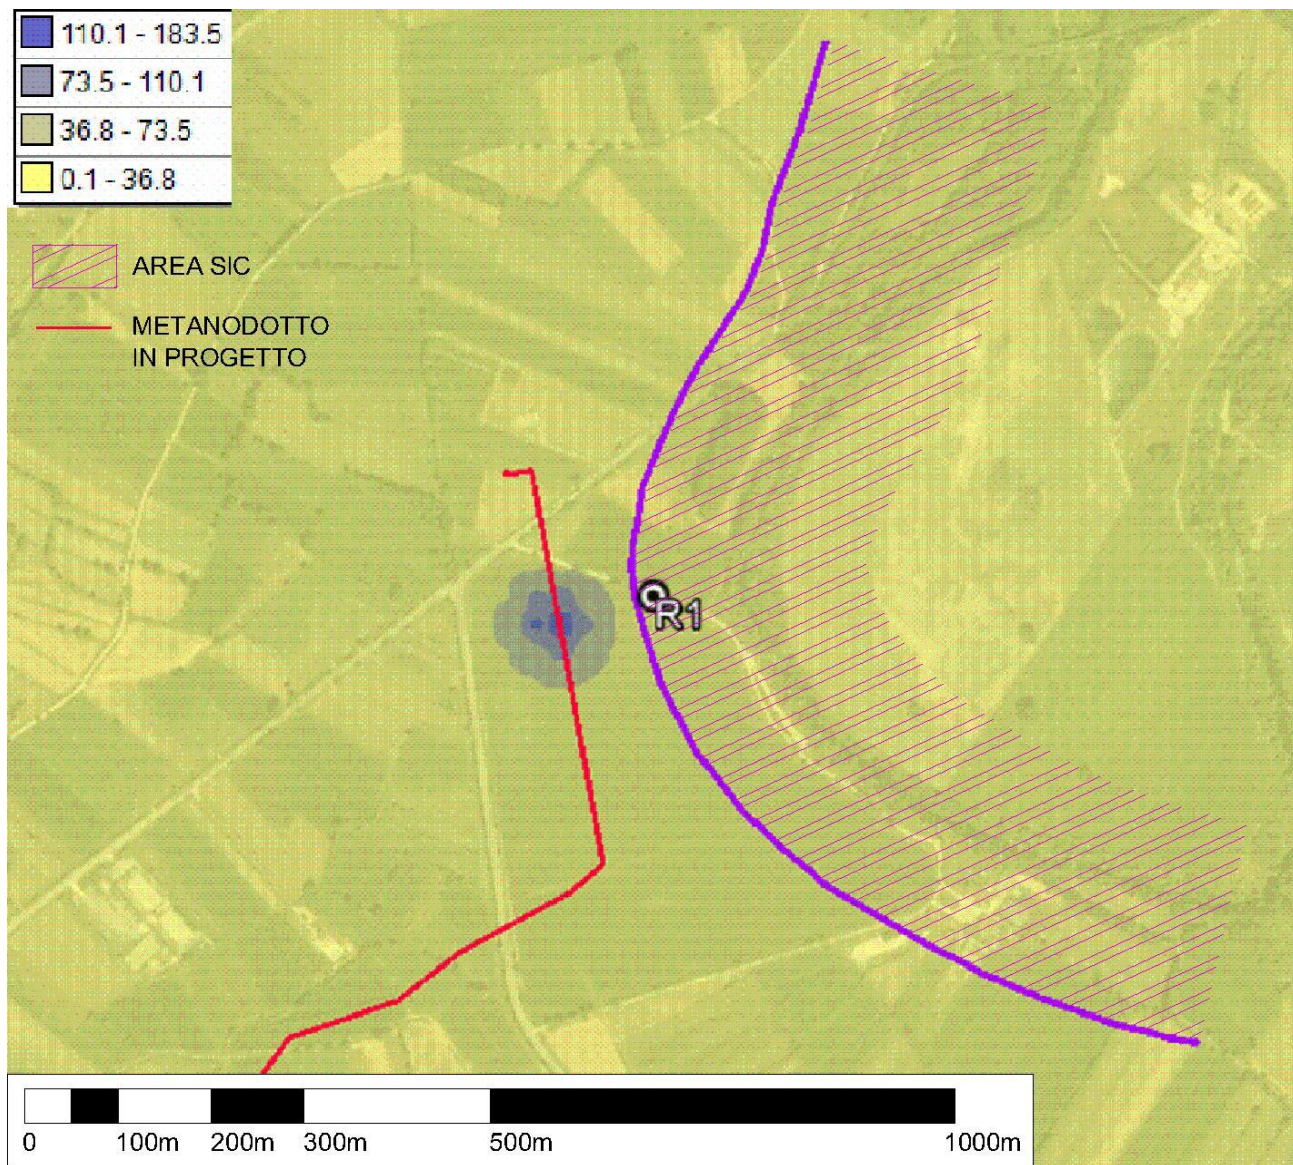 110.1 - 183.5
73.5 - 110.1
36.8 - 73.5
0.1 - 36.8
AREA SIC
METANODOTTO
IN PROGETTO
R1
0 100m 200m 300m 500m 1000m